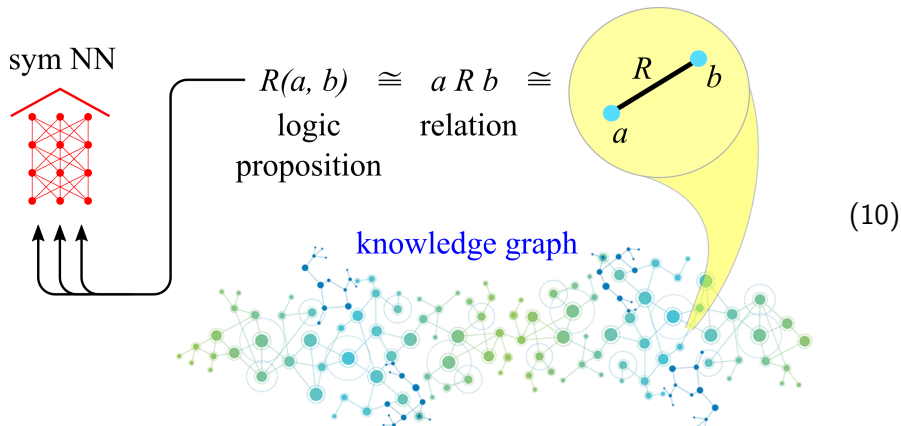 sym NN
R(a, b) ≅ a R b ≅
logic
proposition
relation
R
b
a
(10)
knowledge graph